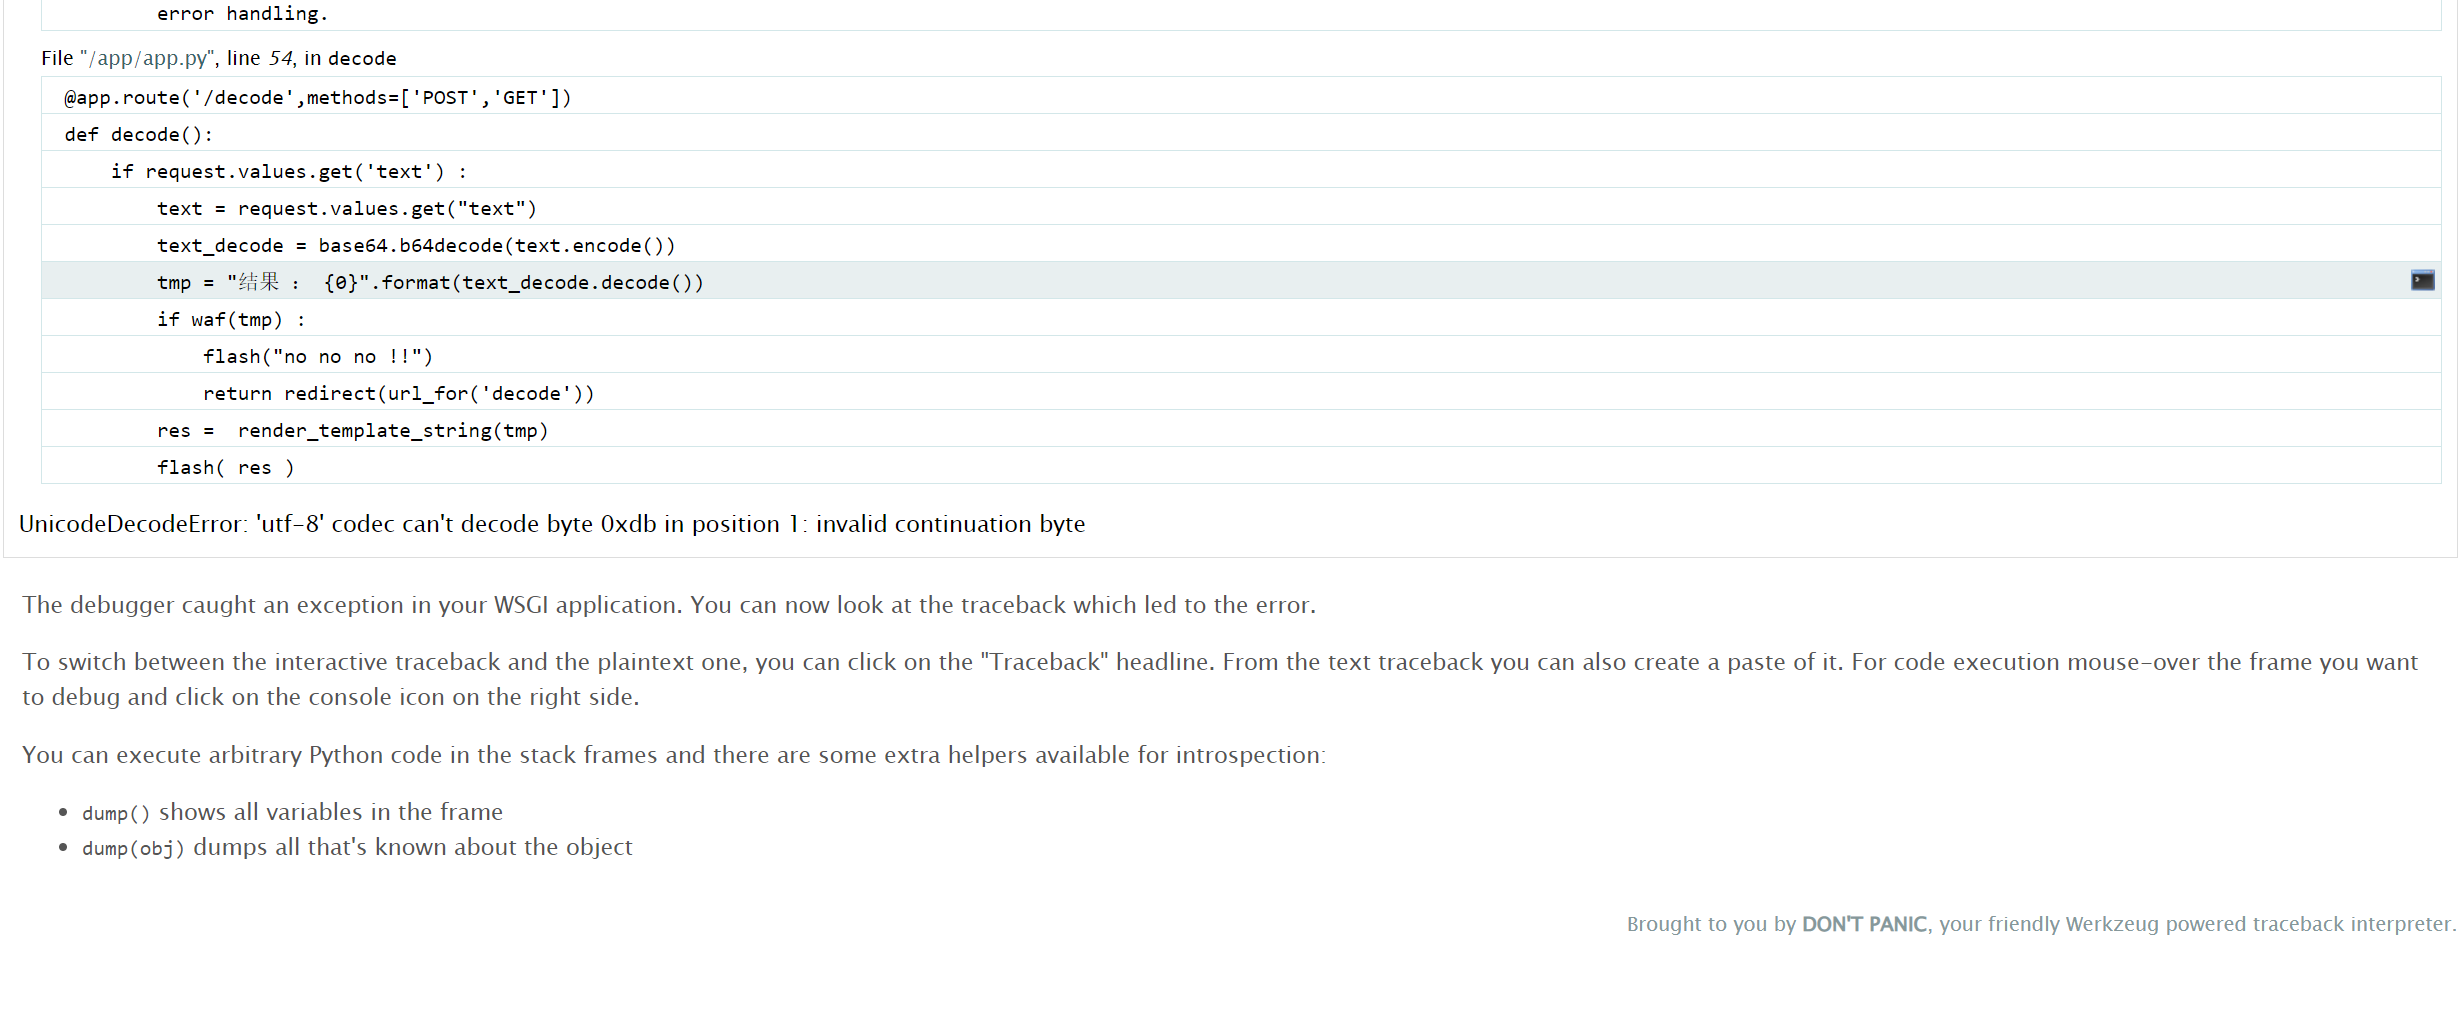 error handling.
File "/app/app.py", line 54, in decode
@app.route('/decode',methods=['POST','GET'])
def decode():
    if request.values.get('text') :
        text = request.values.get("text")
        text_decode = base64.b64decode(text.encode())
        tmp = "结果 ： {0}".format(text_decode.decode())
        if waf(tmp) :
            flash("no no no !!")
            return redirect(url_for('decode'))
        res =  render_template_string(tmp)
        flash( res )
UnicodeDecodeError: 'utf-8' codec can't decode byte 0xdb in position 1: invalid continuation byte
The debugger caught an exception in your WSGI application. You can now look at the traceback which led to the error.
To switch between the interactive traceback and the plaintext one, you can click on the "Traceback" headline. From the text traceback you can also create a paste of it. For code execution mouse-over the frame you want
to debug and click on the console icon on the right side.
You can execute arbitrary Python code in the stack frames and there are some extra helpers available for introspection:
• dump() shows all variables in the frame
• dump(obj) dumps all that's known about the object
Brought to you by DON'T PANIC, your friendly Werkzeug powered traceback interpreter.